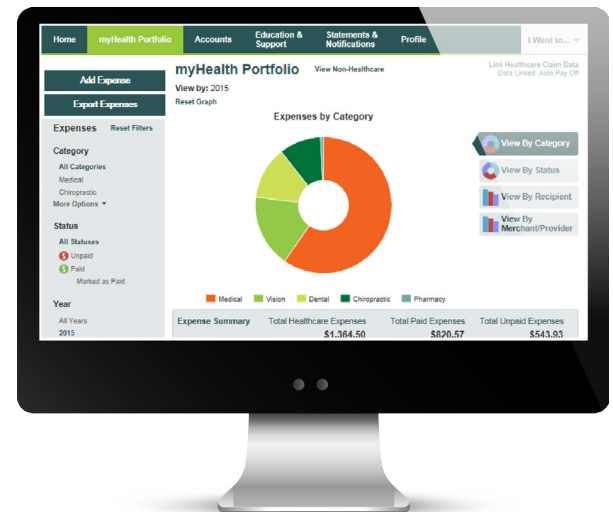 Home
myHealth Portfolio
Accounts
Education &
Support
Statements &
Notifications
Profile
I Want to...
Add Expense
Export Expenses
myHealth Portfolio
View Non-Healthcare
Link Healthcare Claim Data
Data Linked: Auto Pay Off
View by: 2015
Reset Graph
Expenses
Reset Filters
Category
All Categories
Medical
Chiropractic
More Options
Status
All Statuses
$ Unpaid
$ Paid
Marked as Paid
Year
All Years
2015
Expenses by Category
View By Category
View By Status
View By Recipient
View By
Merchant/Provider
Medical Vision Dental Chiropractic Pharmacy
Expense Summary
Total Healthcare Expenses
$1,364.50
Total Paid Expenses
$820.57
Total Unpaid Expenses
$543.93